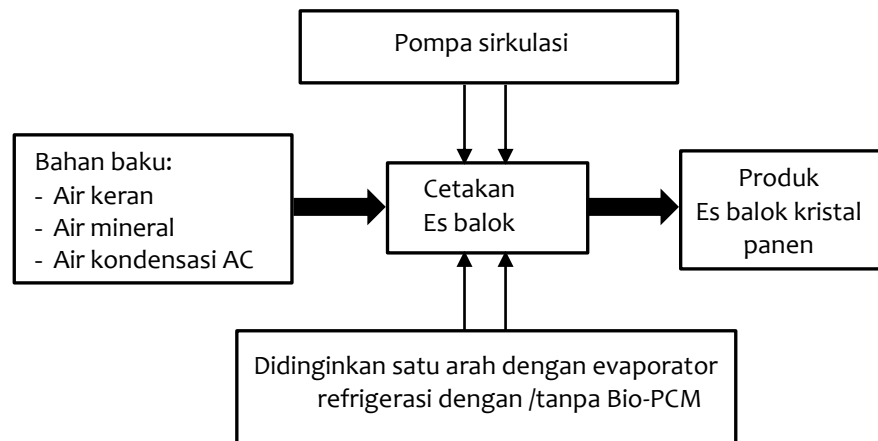 Pompa sirkulasi
Bahan baku:
- Air keran
- Air mineral
- Air kondensasi AC
Cetakan
Es balok
Produk
Es balok kristal
panen
Didinginkan satu arah dengan evaporator
refrigerasi dengan /tanpa Bio-PCM